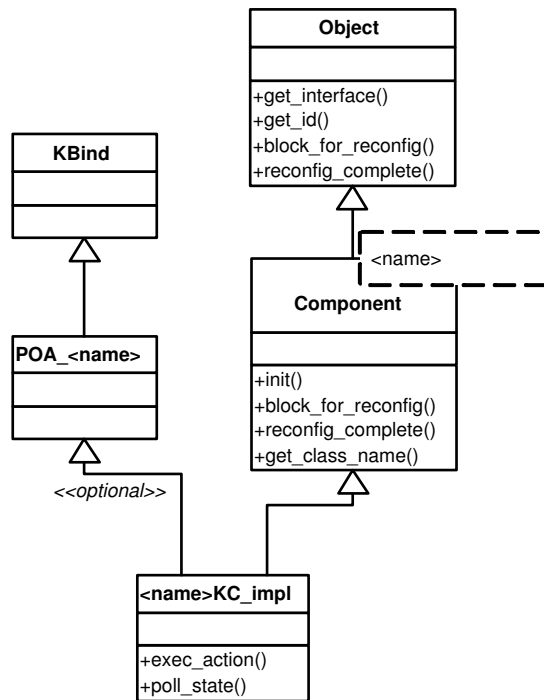 Object
+get_interface()
+get_id()
+block_for_reconfig()
+reconfig_complete()
KBind
<name>
Component
+init()
+block_for_reconfig()
+reconfig_complete()
+get_class_name()
POA_<name>
<<optional>>
<name>KC_impl
+exec_action()
+poll_state()